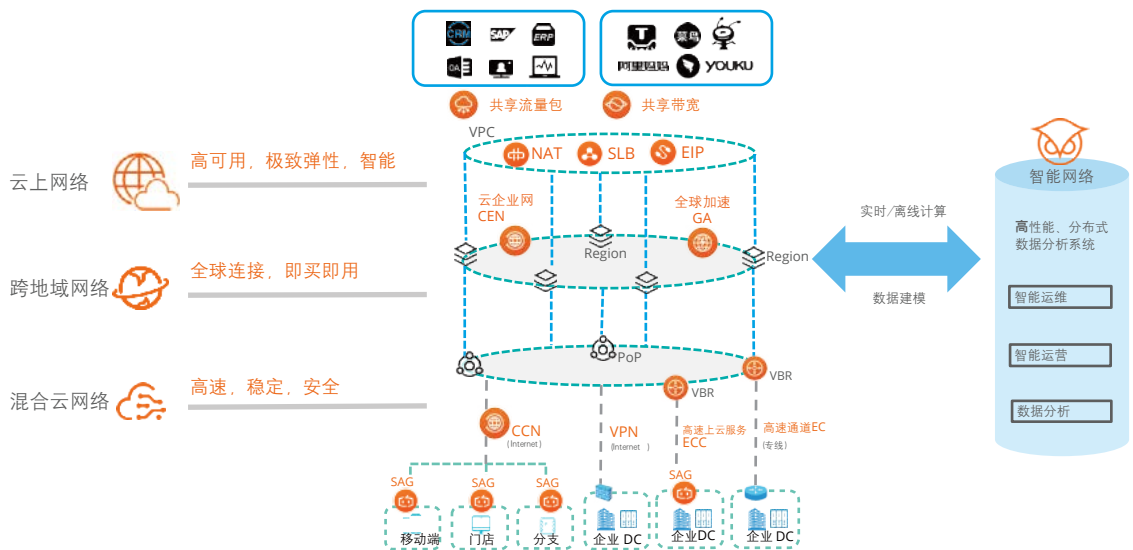 CRM
SAP
ERP
OA
T
菜鸟
阿里妈妈
YOUKU
共享流量包
共享带宽
VPC
NAT
SLB
EIP
云上网络
高可用，极致弹性，智能
云企业网
CEN
全球加速
GA
Region
Region
跨地域网络
全球连接，即买即用
实时/离线计算
数据建模
智能网络
高性能、分布式
数据分析系统
智能运维
智能运营
数据分析
PoP
VBR
VBR
混合云网络
高速，稳定，安全
CCN
(Internet)
VPN
(Internet )
高速上云服务
ECC
高速通道EC
(专线)
SAG
SAG
SAG
SAG
移动端
门店
分支
企业 DC
企业DC
企业 DC